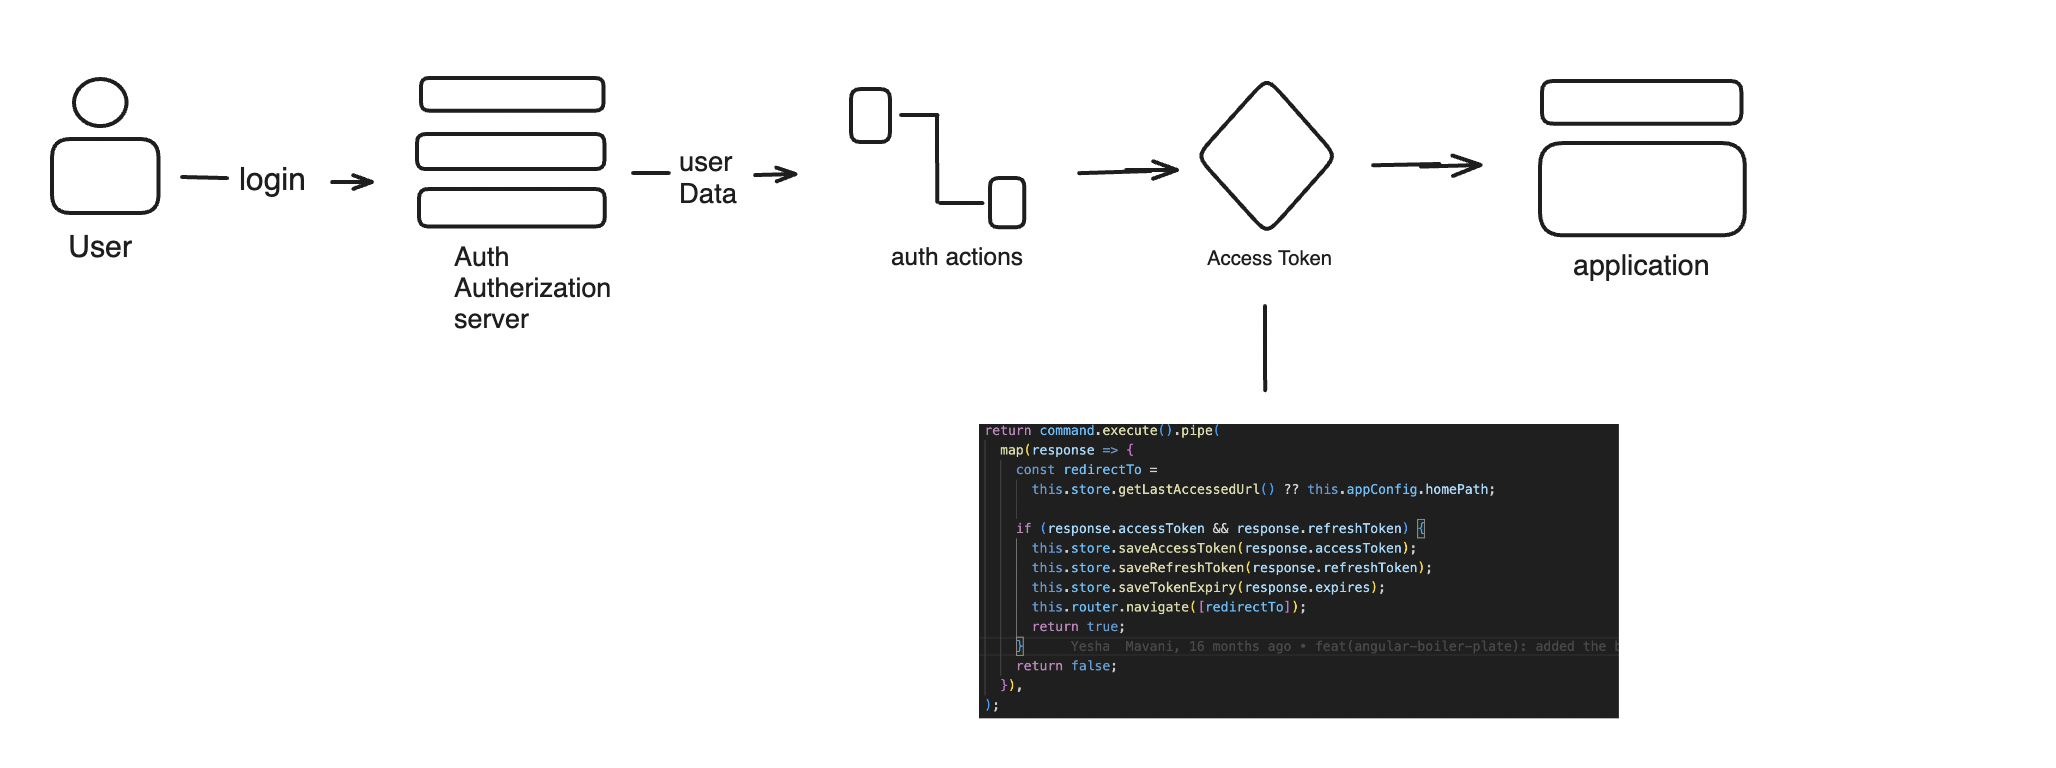 login
User
Auth
Autherization
server
user
Data
auth actions
Access Token
application
return command.execute().pipe(
map(response => {
const redirectTo =
this.store.getLastAccessedUrl() ?? this.appConfig.homePath;
if (response.accessToken && response.refreshToken) {
this.store.saveAccessToken(response.accessToken);
this.store.saveRefreshToken(response.refreshToken);
this.store.saveTokenExpiry(response.expires);
this.router.navigate([redirectTo]);
return true;
} Yesha Mavani, 16 months ago • feat(angular-boiler-plate): added the
return false;
}),
);